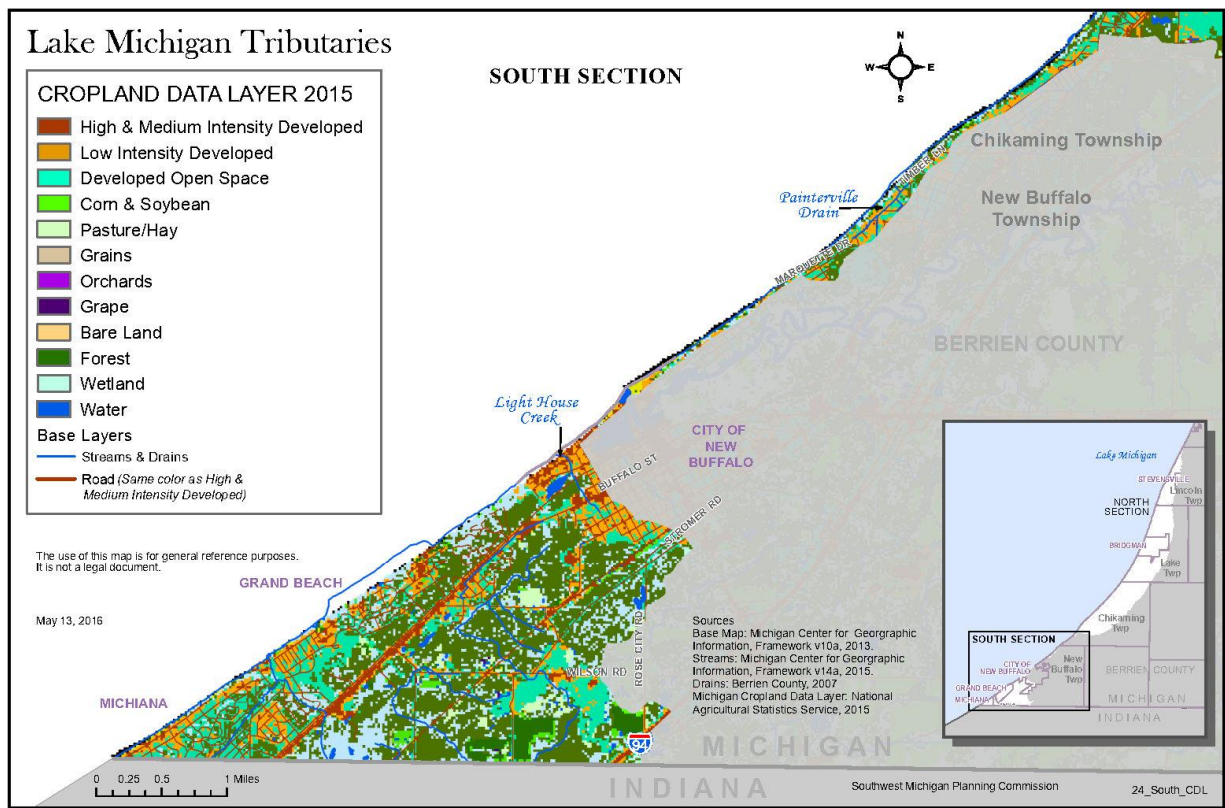 Lake Michigan Tributaries
SOUTH SECTION
N
W
E
S
CROPLAND DATA LAYER 2015
High & Medium Intensity Developed
Low Intensity Developed
Developed Open Space
Corn & Soybean
Pasture/Hay
Grains
Orchards
Grape
Bare Land
Forest
Wetland
Water
Base Layers
Streams & Drains
Road (Same color as High &
Medium Intensity Developed)
The use of this map is for general reference purposes.
It is not a legal document.
May 13, 2016
Chikaming Township
New Buffalo
Township
TIMBER LN
Painterville
Drain
MARQUETTE DR
BERRIEN COUNTY
Light House
Creek
CITY OF
NEW
BUFFALO
BUFFALO ST
STROMER RD
GRAND BEACH
ROSE CITY RD
WILSON RD
MICHIANA
94
Sources
Base Map: Michigan Center for Geographic
Information, Framework v10a, 2013.
Streams: Michigan Center for Georgraphic
Information, Framework v14a, 2015.
Drains: Berrien County, 2007
Michigan Cropland Data Layer: National
Agricultural Statistics Service, 2015
Lake Michigan
STEVENSVILLE
Lincoln
Twp
NORTH
SECTION
BRIDGMAN
Lake
Twp
Chikaming
Twp
SOUTH SECTION
CITY OF
NEW BUFFALO
New
Buffalo
Twp
BERRIEN COUNTY
GRAND BEACH
MICHIANA
MICHIGAN
INDIANA
MICHIGAN
INDIANA
0 0.25 0.5 1 Miles
Southwest Michigan Planning Commission
24_South_CDL